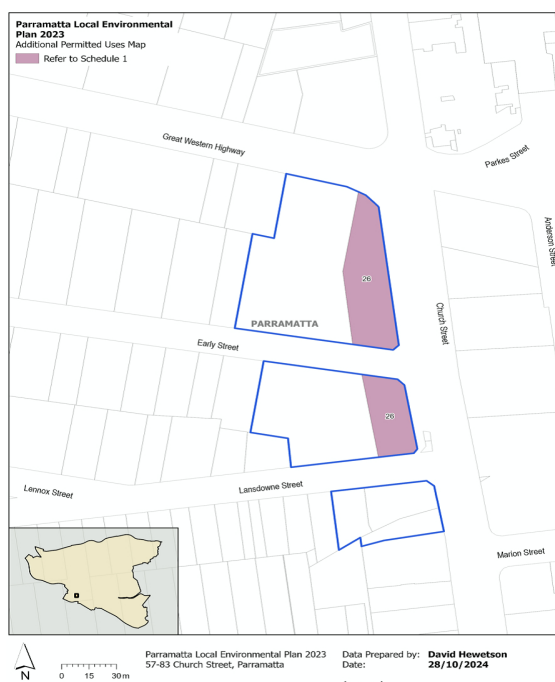 Parramatta Local Environmental
Plan 2023
Additional Permitted Uses Map
Refer to Schedule 1
Great Western Highway
Parkes Street
Anderson Street
26
Church Street
PARRAMATTA
Early Street
26
Lansdowne Street
Lennox Street
Marion Street
N
0 15 30 m
Parramatta Local Environmental Plan 2023
57-83 Church Street, Parramatta
Data Prepared by: David Hewetson
Date: 28/10/2024